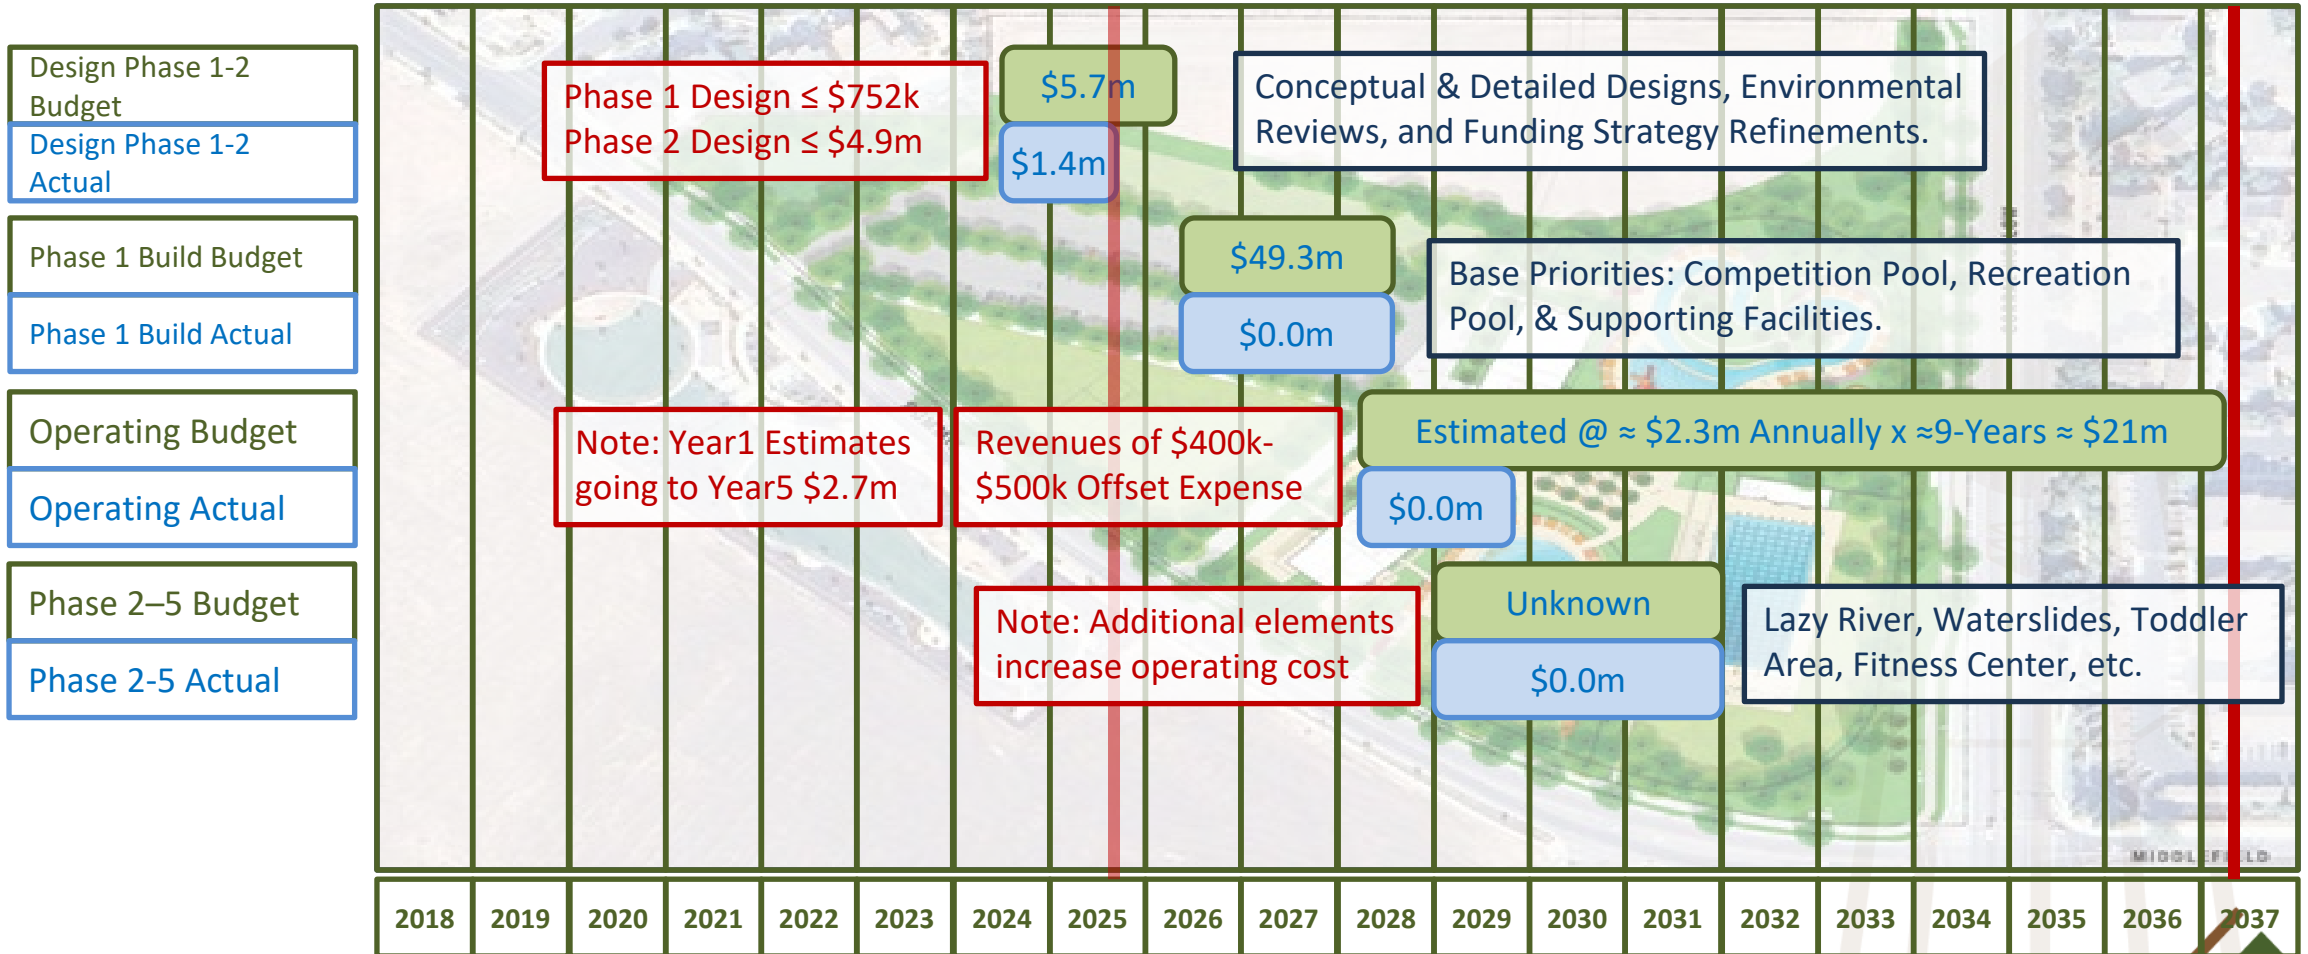 Design Phase 1-2
Budget
Design Phase 1-2
Actual
Phase 1 Build Budget
Phase 1 Build Actual
Operating Budget
Operating Actual
Phase 2–5 Budget
Phase 2-5 Actual
Phase 1 Design ≤ $752k
Phase 2 Design ≤ $4.9m
$5.7m
$1.4m
Conceptual & Detailed Designs, Environmental
Reviews, and Funding Strategy Refinements.
$49.3m
$0.0m
Base Priorities: Competition Pool, Recreation
Pool, & Supporting Facilities.
Note: Year1 Estimates
going to Year5 $2.7m
Revenues of $400k-
$500k Offset Expense
Estimated @ ≈ $2.3m Annually x ≈9-Years ≈ $21m
$0.0m
Note: Additional elements
increase operating cost
Unknown
$0.0m
Lazy River, Waterslides, Toddler
Area, Fitness Center, etc.
2018 2019 2020 2021 2022 2023 2024 2025 2026 2027 2028 2029 2030 2031 2032 2033 2034 2035 2036 2037